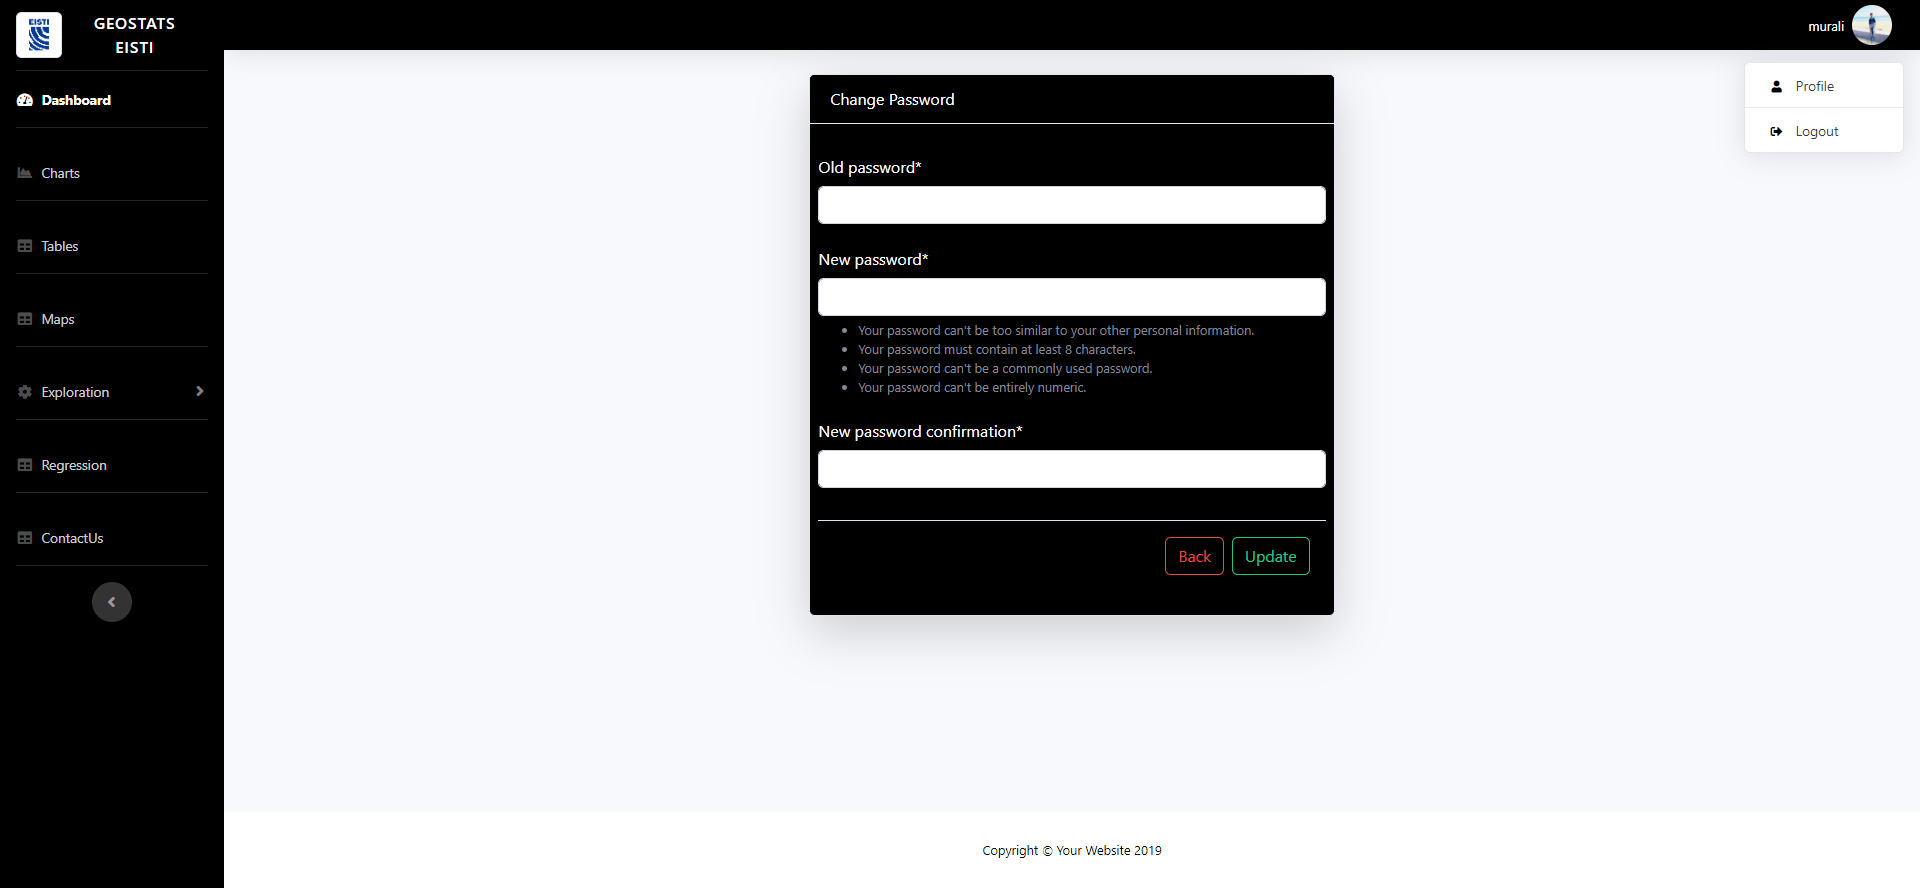 EISTI
GEOSTATS
EISTI
murali
Dashboard
Charts
Tables
Maps
Exploration
Regression
ContactUs
Profile
Logout
Change Password
Old password*
New password*
Your password can't be too similar to your other personal information.
Your password must contain at least 8 characters.
Your password can't be a commonly used password.
Your password can't be entirely numeric.
New password confirmation*
Back
Update
Copyright © Your Website 2019